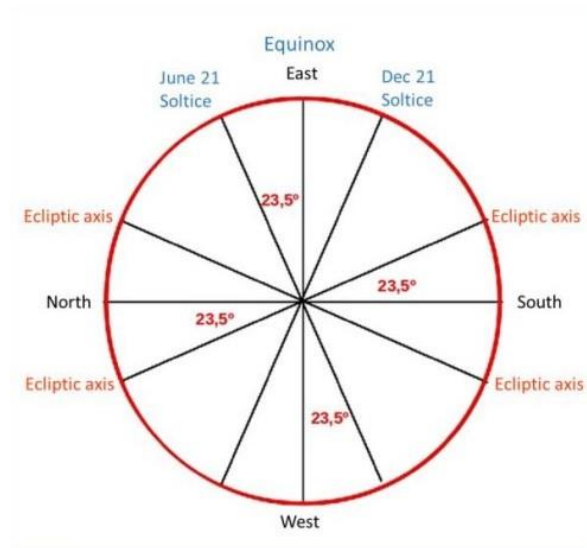 Equinox
East
June 21
Soltice
Dec 21
Soltice
23,5º
Ecliptic axis
Ecliptic axis
23,5º
North
South
23,5º
Ecliptic axis
Ecliptic axis
23,5º
West